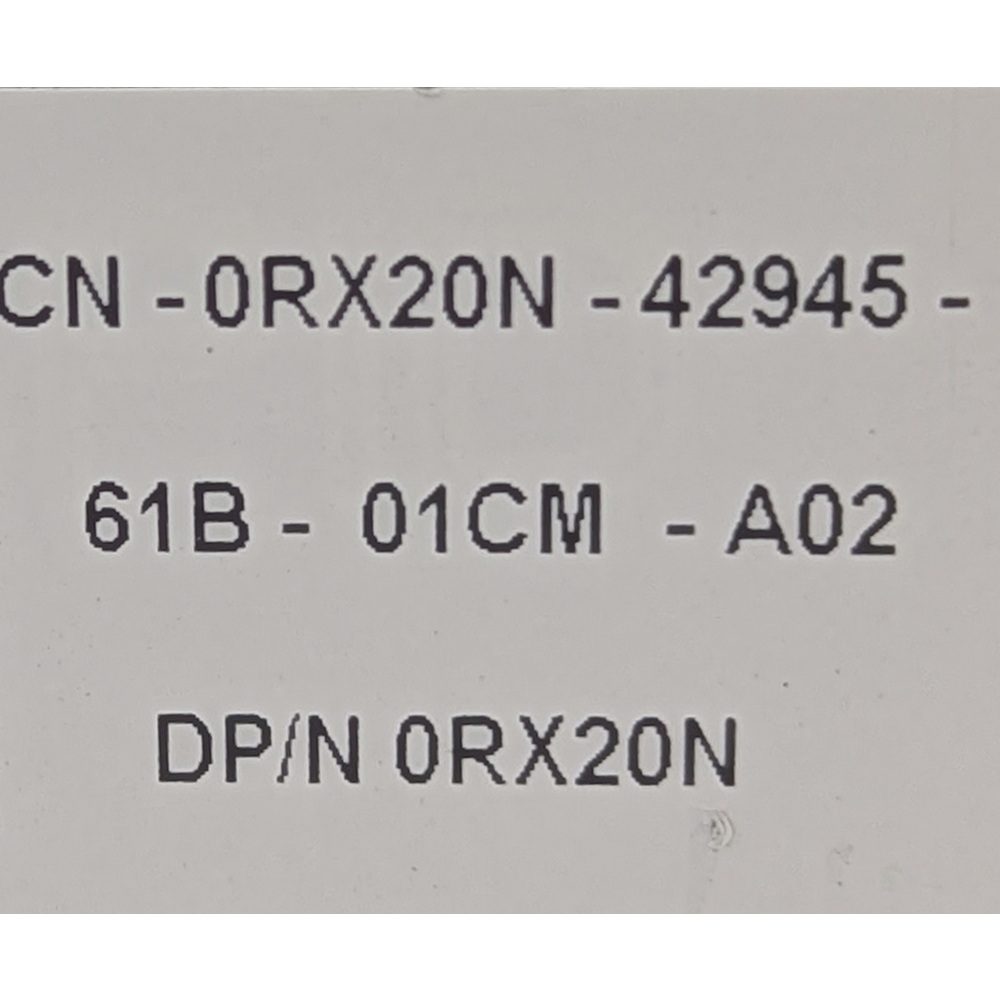 CN - 0RX20N - 42945 -
61B - 01CM - A02
DP/N 0RX20N